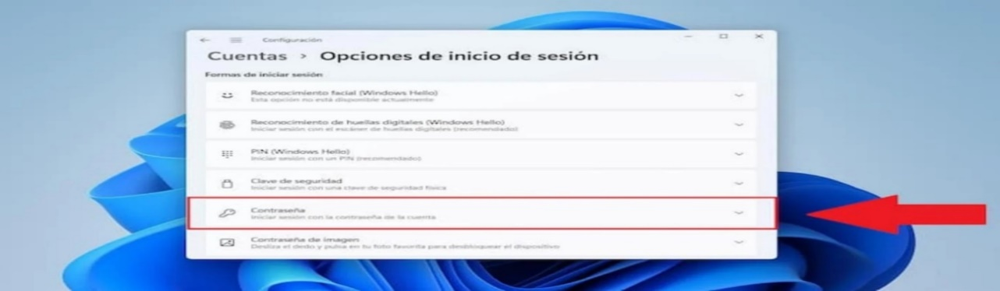 Configuración
Cuentas > Opciones de inicio de sesión
Formas de iniciar sesión
Reconocimiento facial (Windows Hello)
Esta opción no está disponible actualmente
Reconocimiento de huellas digitales (Windows Hello)
Iniciar sesión con el escáner de huellas digitales (recomendado)
PIN (Windows Hello)
Iniciar sesión con un PIN (recomendado)
Clave de seguridad
Iniciar sesión con una clave de seguridad física
Contraseña
Iniciar sesión con la contraseña de la cuenta
Contraseña de imagen
Desliza el dedo y pulsa en tu foto favorita para desbloquear el dispositivo